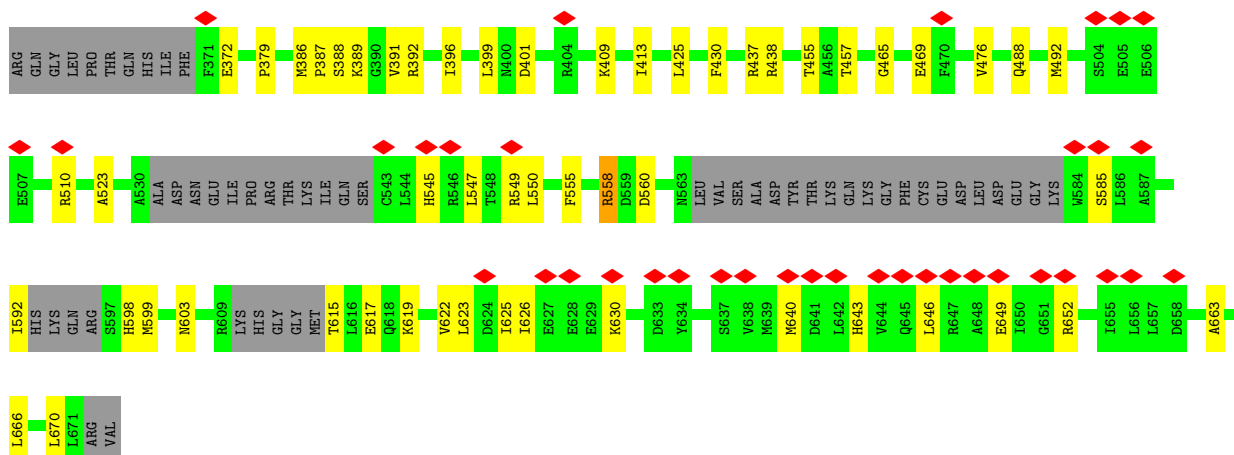 ARG GLN GLY LEU PRO THR GLN HIS ILE PHE F371 E372 P379 M386 P387 S388 K389 G390 V391 R392 I396 L399 N400 D401 R404 K409 I413 L425 F430 R437 R438 T455 A456 T457 G465 E469 F470 V476 Q488 M492 S504 E505 E506
E507 R510 A523 A530 ALA ASP ASN GLU ILE PRO ARG THR LYS ILE GLN SER C543 L544 H545 R546 L547 T548 R549 L550 F555 R558 D559 D560 N563 LEU VAL SER ALA ASP TYR THR LYS GLN LYS GLY PHE CYS GLU ASP LEU ASP GLU GLY LYS W584 S585 L586 A587
I592 HIS LYS GLN ARG S597 H598 M599 N603 R609 LYS HIS GLY GLY MET T615 L616 E617 Q618 K619 V622 L623 D624 I625 I626 E627 E628 E629 K630 D633 Y634 S637 V638 M639 M640 D641 L642 H643 V644 Q645 L646 R647 A648 E649 I650 G651 R652 I655 L656 L657 D658 A663
L666 L670 L671 ARG VAL